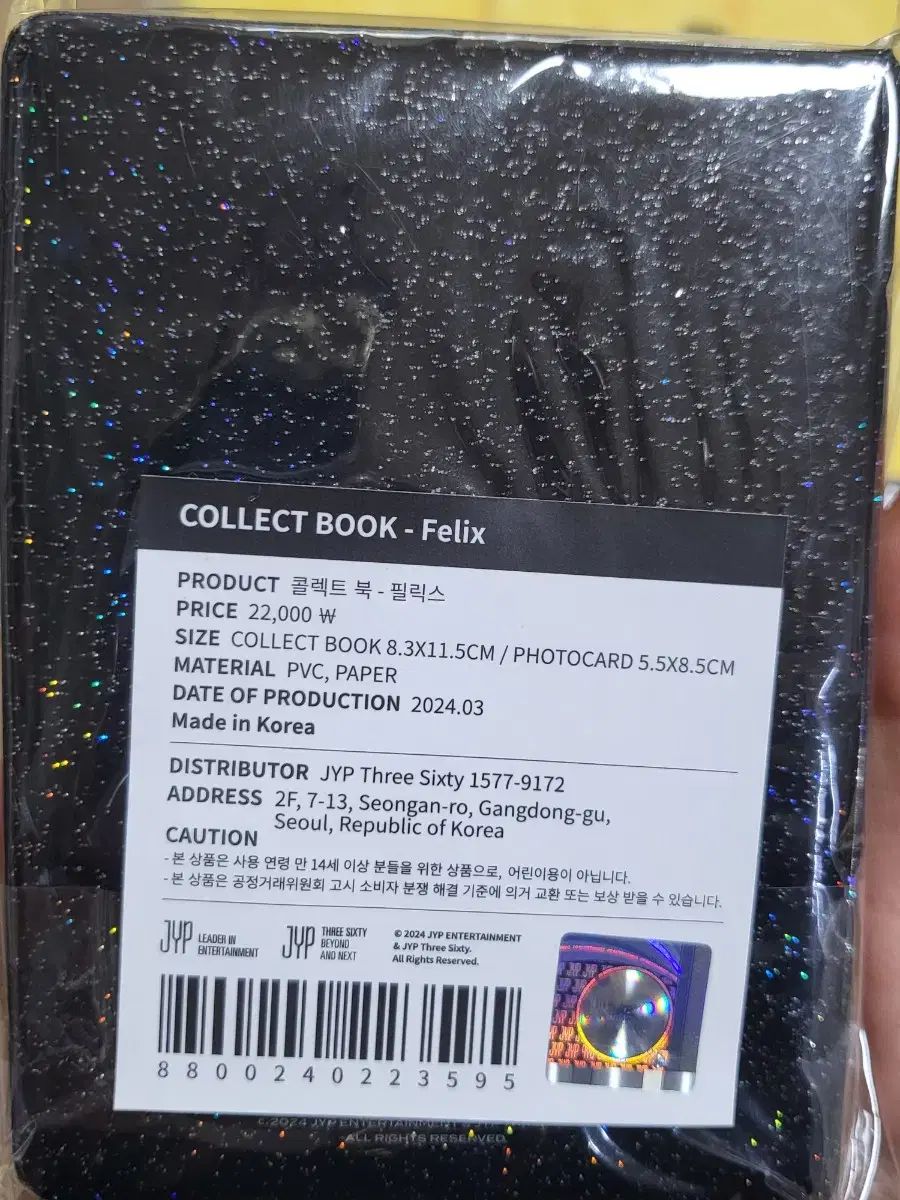 COLLECT BOOK - Felix
PRODUCT 콜렉트 북 - 필릭스
PRICE 22,000 ₩
SIZE COLLECT BOOK 8.3X11.5CM / PHOTOCARD 5.5X8.5CM
MATERIAL PVC, PAPER
DATE OF PRODUCTION 2024.03
Made in Korea
DISTRIBUTOR JYP Three Sixty 1577-9172
ADDRESS 2F, 7-13, Seongan-ro, Gangdong-gu,
Seoul, Republic of Korea
CAUTION
- 본 상품은 사용 연령 만 14세 이상 분들을 위한 상품으로, 어린이용이 아닙니다.
- 본 상품은 공정거래위원회 고시 소비자 분쟁 해결 기준에 의거 교환 또는 보상 받을 수 있습니다.
JYP LEADER IN
ENTERTAINMENT
JYP THREE SIXTY
BEYOND
AND NEXT
© 2024 JYP ENTERTAINMENT
& JYP Three Sixty.
All Rights Reserved.
8800240223595
©2024 JYP ENTERTAINMENT
ALL RIGHTS RESERVED